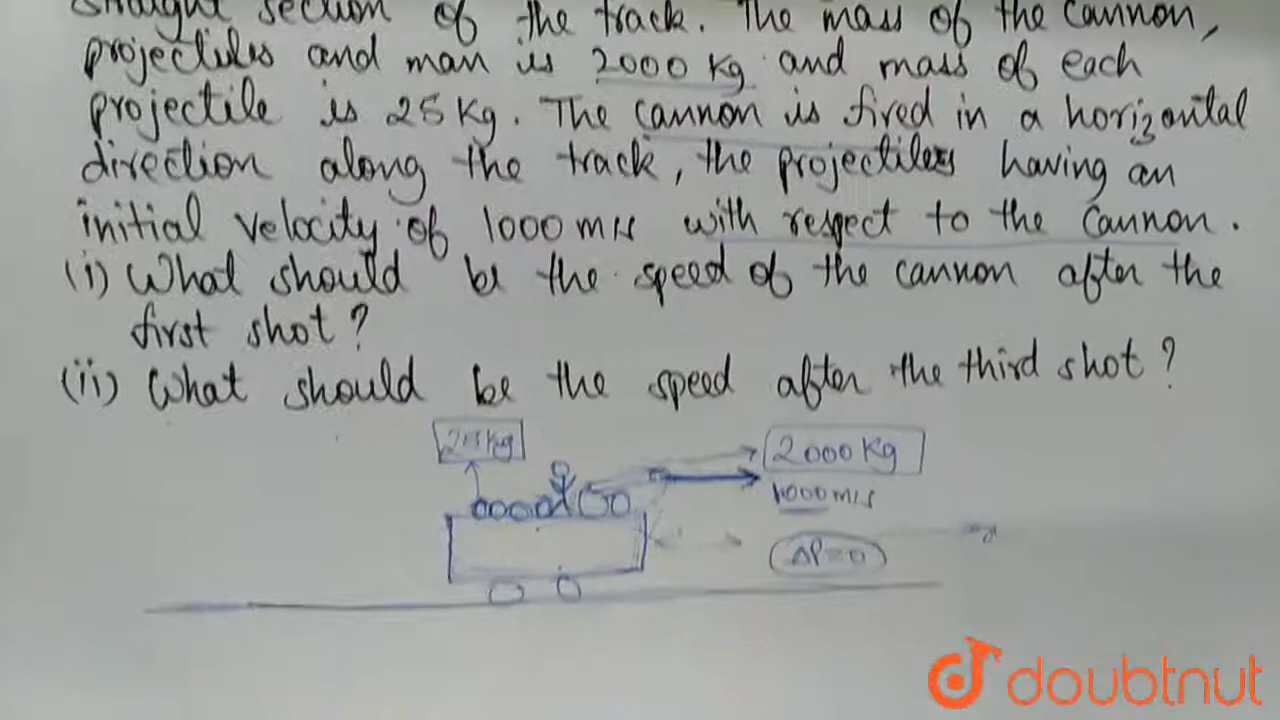 straight section of the track. The mass of the Cannon,
projectiles and man is 2000 Kg and mass of each
projectile is 25 Kg. The cannon is fired in a horizontal
direction along the track, the projectiles having an
initial velocity of 1000 m/s with respect to the Cannon.
(i) What should be the speed of the cannon after the
first shot?
(ii) What should be the speed after the third shot?
25Kg
2000 Kg
1000 m/s
ΔP=0
doubtnut